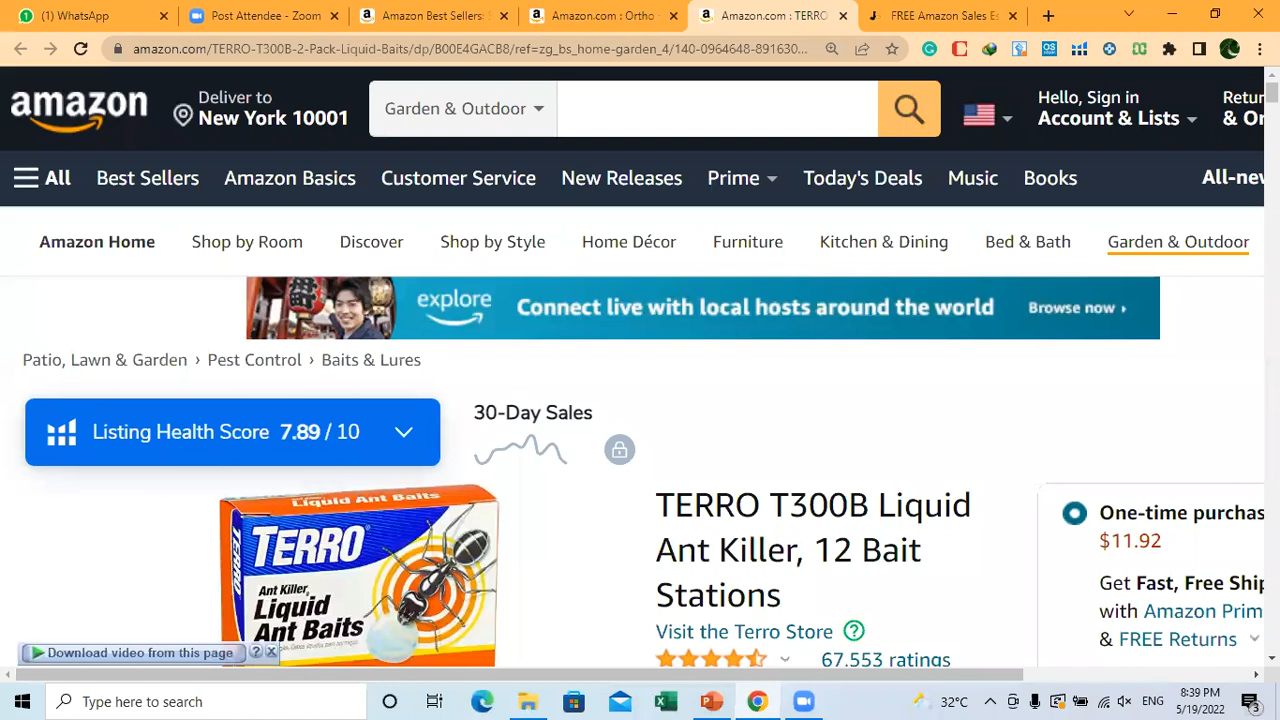 (1) WhatsApp
Post Attendee - Zoom
Amazon Best Sellers:
Amazon.com : Ortho
Amazon.com : TERRO
FREE Amazon Sales Es
amazon.com/TERRO-T300B-2-Pack-Liquid-Baits/dp/B00E4GACB8/ref=zg_bs_home-garden_4/140-0964648-891630...
amazon
Deliver to
New York 10001
Garden & Outdoor
Hello, Sign in
Account & Lists
Retur
& Or
All
Best Sellers
Amazon Basics
Customer Service
New Releases
Prime
Today's Deals
Music
Books
All-new
Amazon Home
Shop by Room
Discover
Shop by Style
Home Décor
Furniture
Kitchen & Dining
Bed & Bath
Garden & Outdoor
explore
Connect live with local hosts around the world
Browse now ›
Patio, Lawn & Garden › Pest Control › Baits & Lures
Listing Health Score 7.89 / 10
30-Day Sales
Liquid Ant Baits
TERRO
TERRO
Ant Killer,
Liquid
Ant Baits
TERRO T300B Liquid
Ant Killer, 12 Bait
Stations
Visit the Terro Store
67,553 ratings
One-time purchas
$11.92
Get Fast, Free Ship
with Amazon Prim
& FREE Returns
Download video from this page
Type here to search
32°C
ENG
8:39 PM
5/19/2022
3